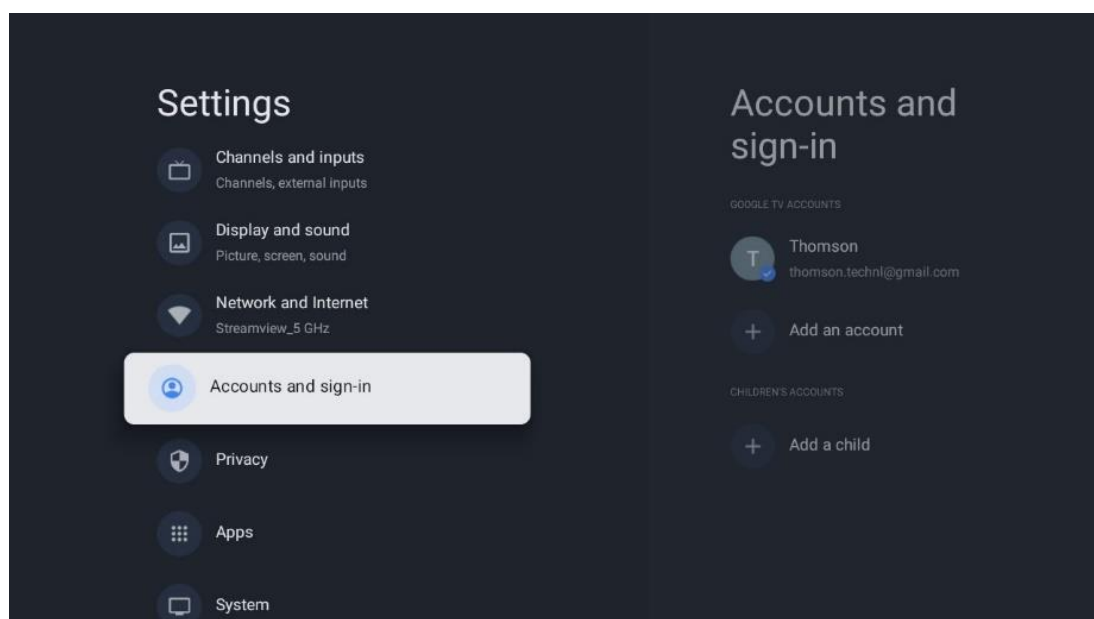 Settings
Channels and inputs
Channels, external inputs
Display and sound
Picture, screen, sound
Network and Internet
Streamview_5 GHz
Accounts and sign-in
Privacy
Apps
System
Accounts and
sign-in
GOOGLE TV ACCOUNTS
T
Thomson
thomson.technl@gmail.com
Add an account
CHILDREN'S ACCOUNTS
Add a child